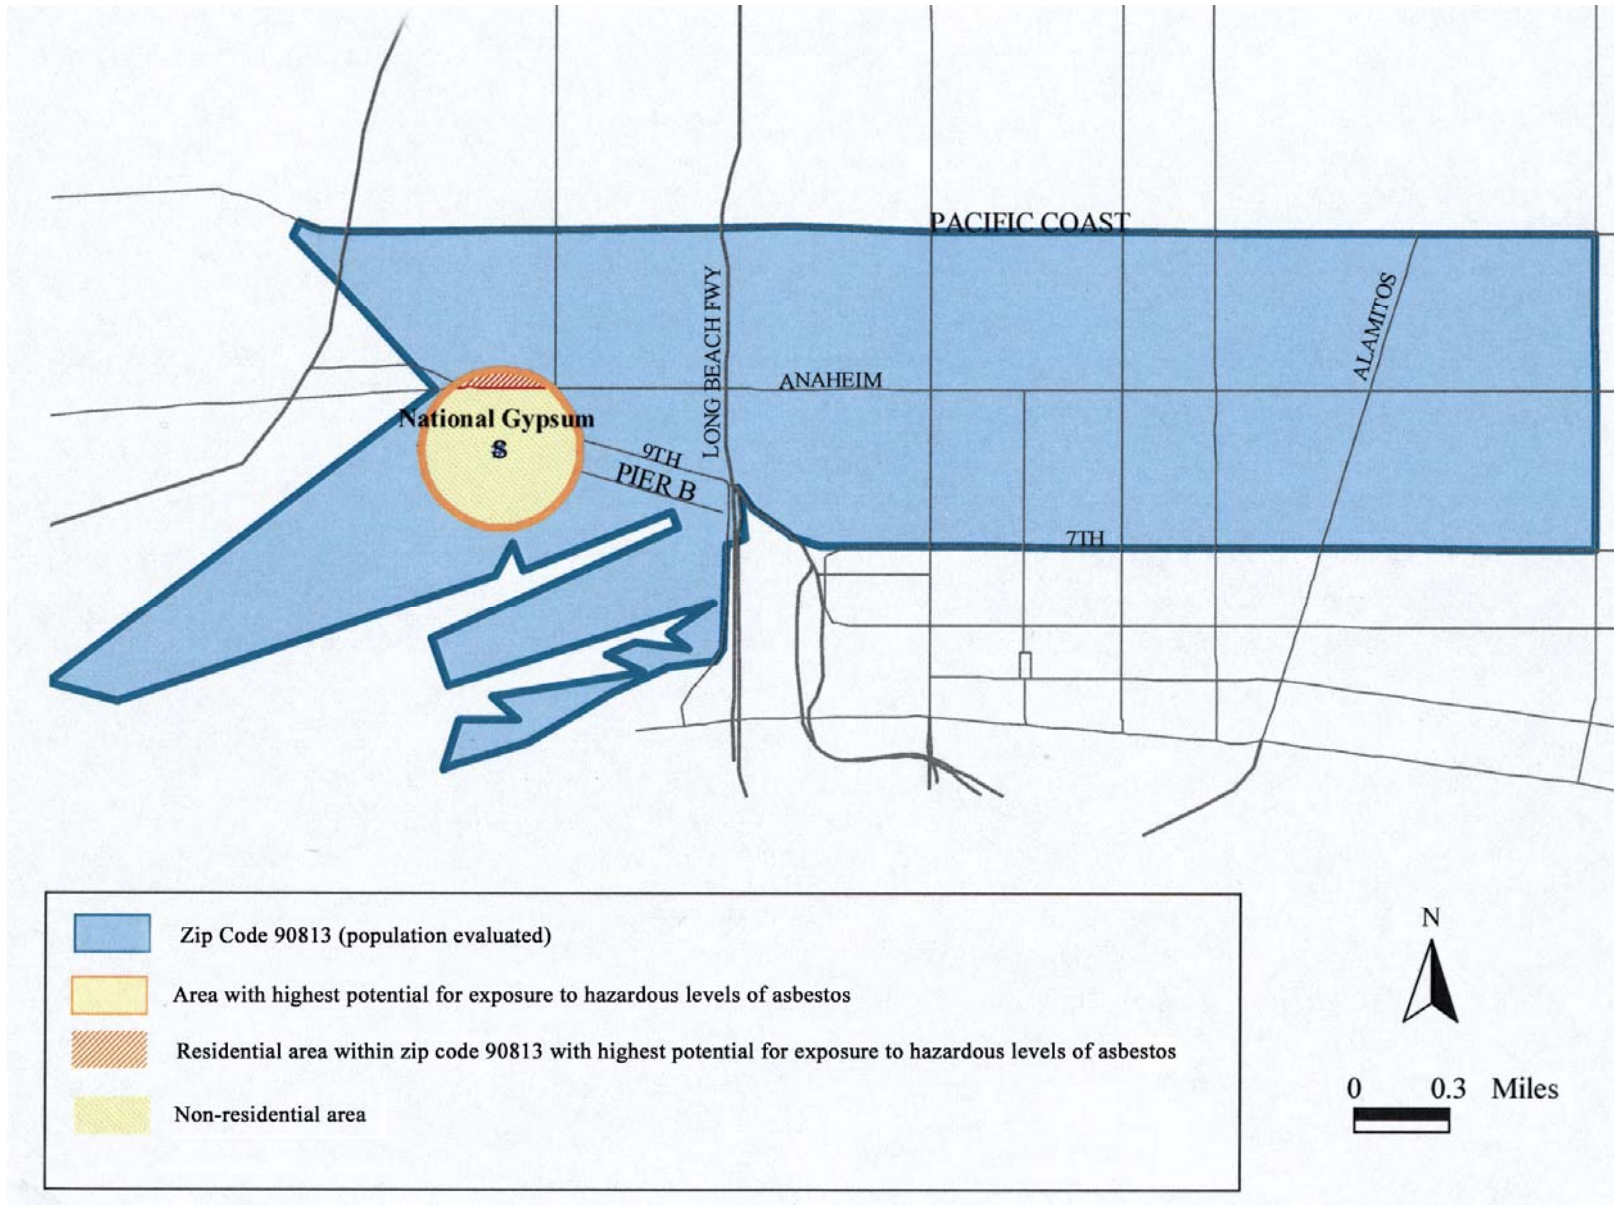 PACIFIC COAST
LONG BEACH FWY
ALAMITOS
ANAHEIM
National Gypsum
S
9TH
PIER B
7TH
Zip Code 90813 (population evaluated)
Area with highest potential for exposure to hazardous levels of asbestos
Residential area within zip code 90813 with highest potential for exposure to hazardous levels of asbestos
Non-residential area
N
0 0.3 Miles